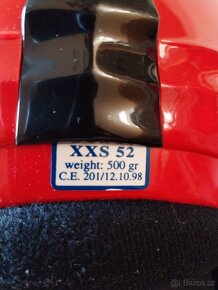 XXS 52
weight: 500 gr
C.E. 201/12.10.98
Bazos.cz